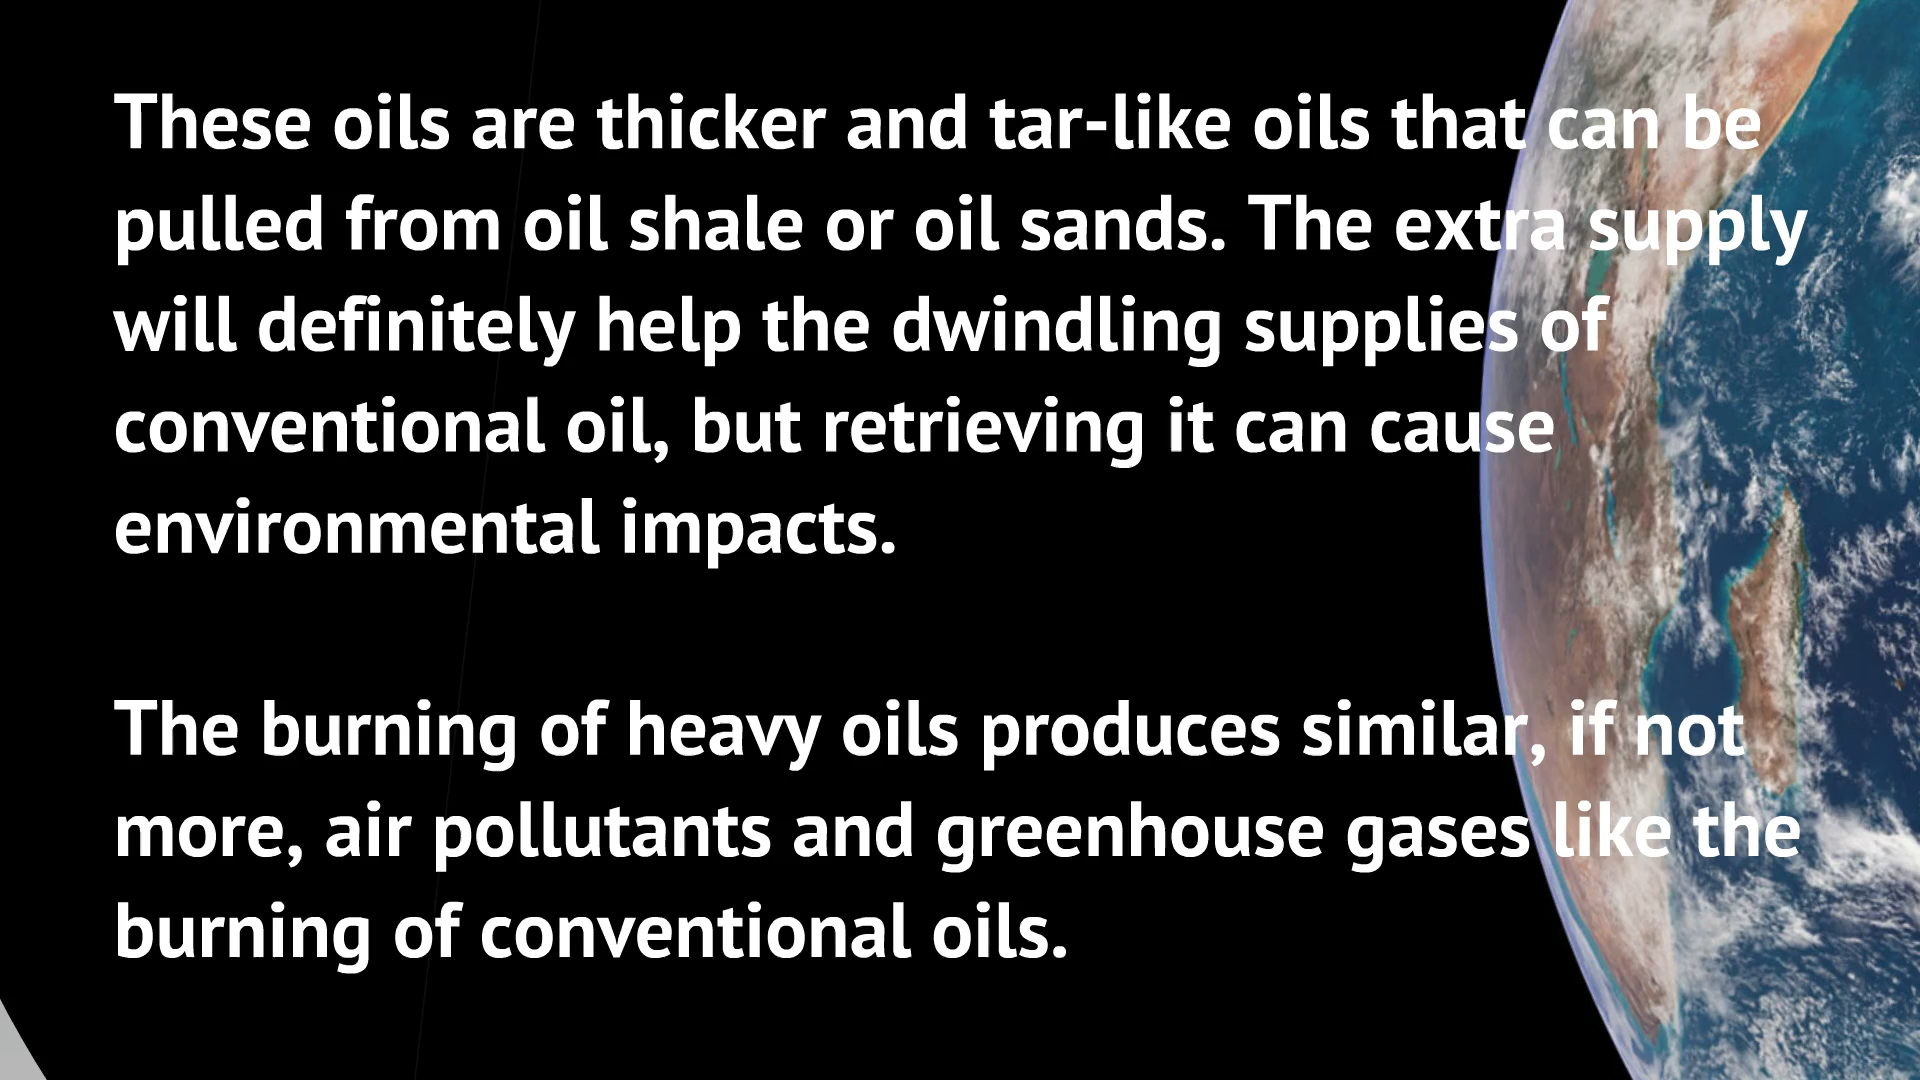 These oils are thicker and tar-like oils that can be
pulled from oil shale or oil sands. The extra supply
will definitely help the dwindling supplies of
conventional oil, but retrieving it can cause
environmental impacts.
The burning of heavy oils produces similar, if not
more, air pollutants and greenhouse gases like the
burning of conventional oils.